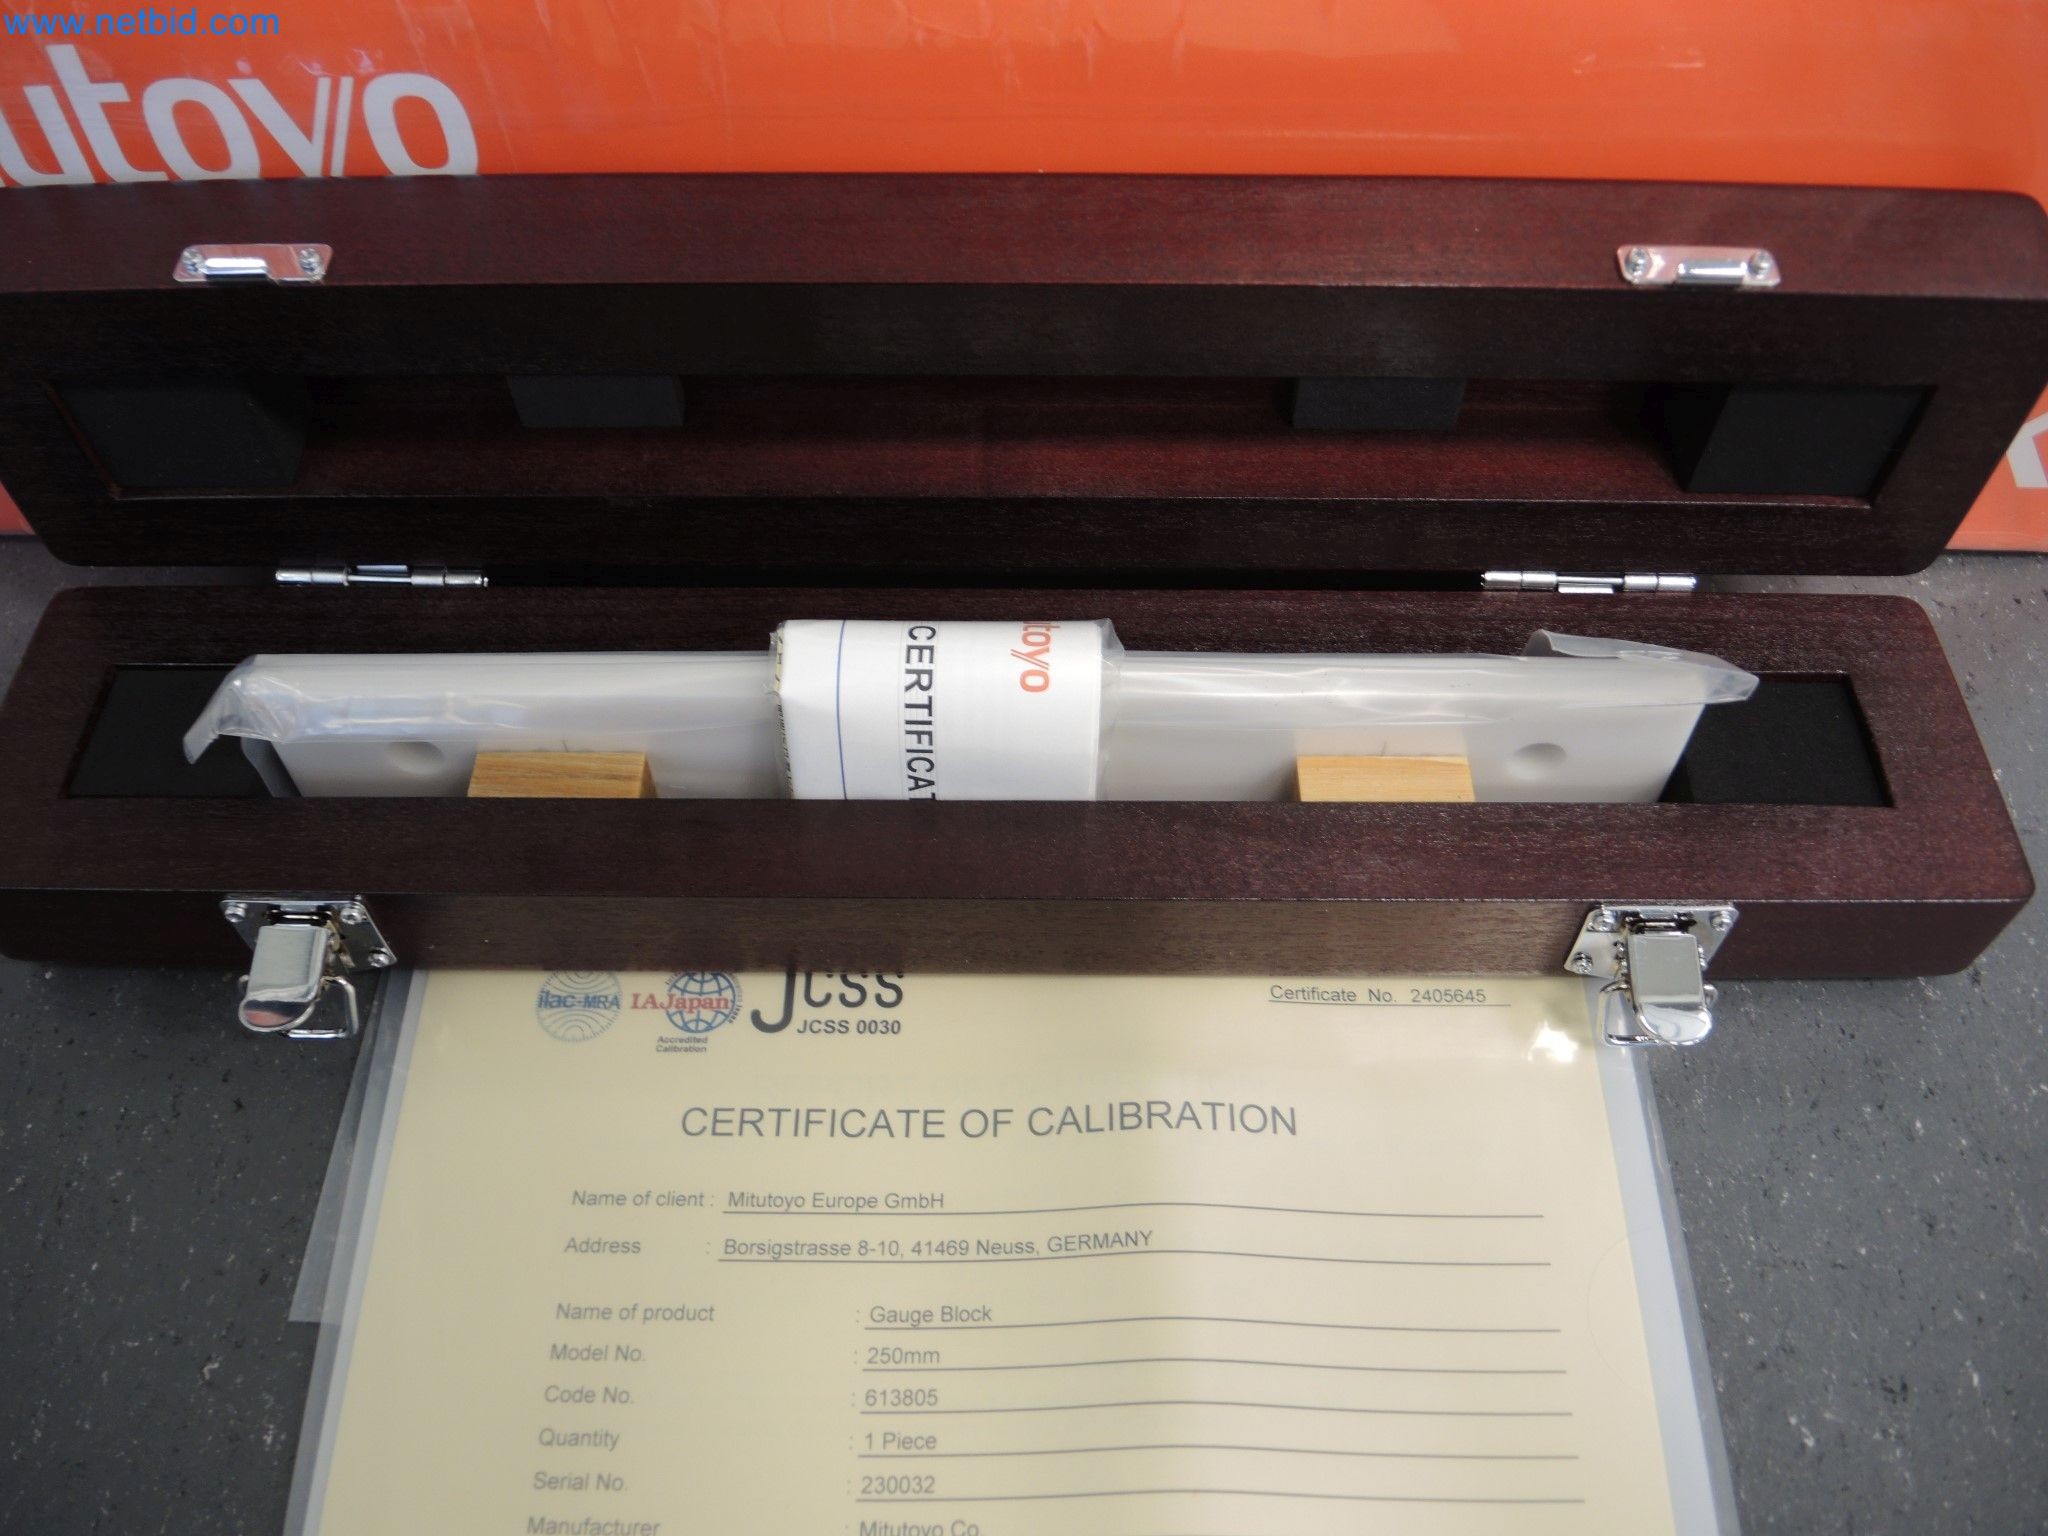 www.netbid.com
utoyo
utoyo
CERTIFICAT
ilac-MRA
IAJapan
Accredited
Calibration
JCSS
JCSS 0030
Certificate No. 2405645
CERTIFICATE OF CALIBRATION
Name of client : Mitutoyo Europe GmbH
Address : Borsigstrasse 8-10, 41469 Neuss, GERMANY
Name of product : Gauge Block
Model No. : 250mm
Code No. : 613805
Quantity : 1 Piece
Serial No. : 230032
Manufacturer : Mitutoyo Co.